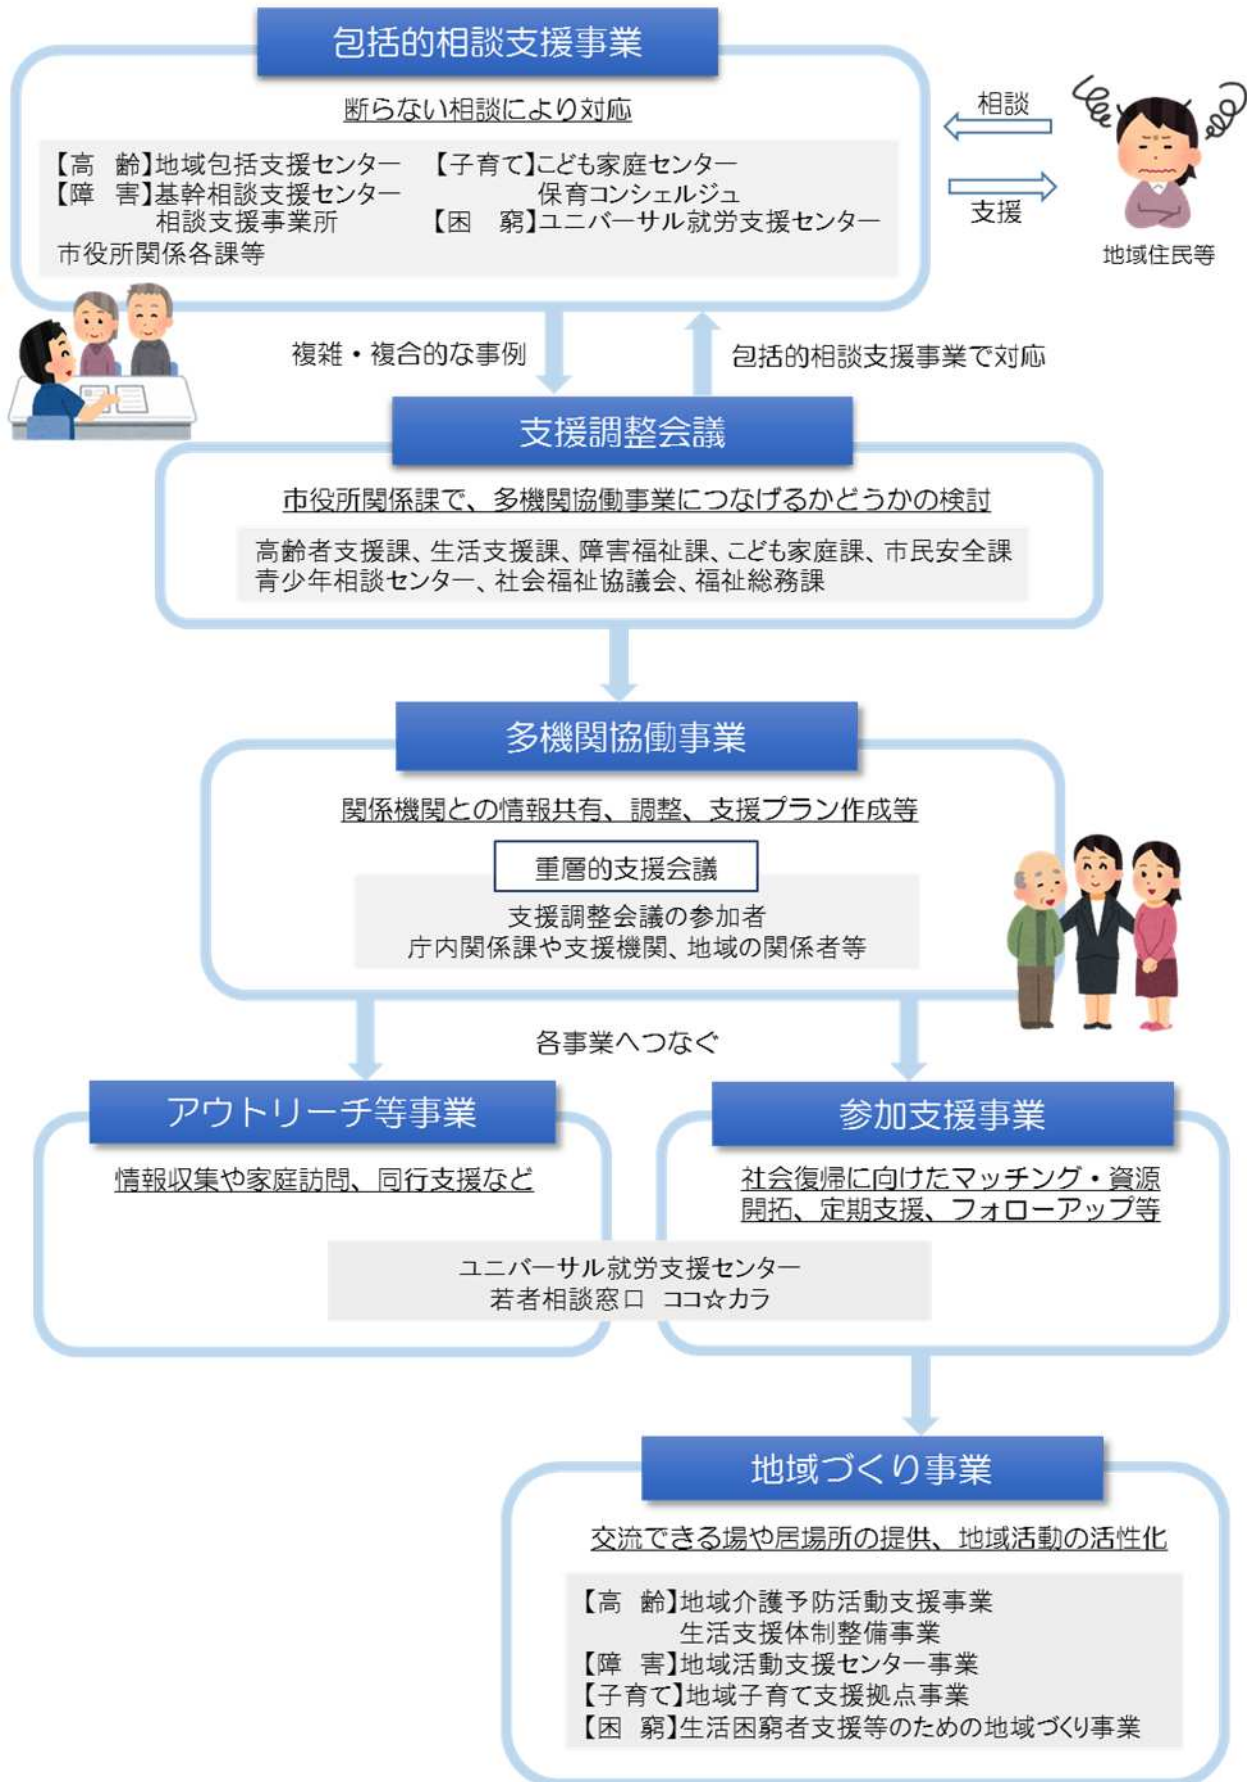 包括的相談支援事業
断らない相談により対応
【高　齢】地域包括支援センター　【子育て】こども家庭センター
【障　害】基幹相談支援センター　保育コンシェルジュ
相談支援事業所　【困　窮】ユニバーサル就労支援センター
市役所関係各課等
相談
支援
地域住民等
複雑・複合的な事例
包括的相談支援事業で対応
支援調整会議
市役所関係課で、多機関協働事業につなげるかどうかの検討
高齢者支援課、生活支援課、障害福祉課、こども家庭課、市民安全課
青少年相談センター、社会福祉協議会、福祉総務課
多機関協働事業
関係機関との情報共有、調整、支援プラン作成等
重層的支援会議
支援調整会議の参加者
庁内関係課や支援機関、地域の関係者等
各事業へつなぐ
アウトリーチ等事業
情報収集や家庭訪問、同行支援など
参加支援事業
社会復帰に向けたマッチング・資源
開拓、定期支援、フォローアップ等
ユニバーサル就労支援センター
若者相談窓口　ココ☆カラ
地域づくり事業
交流できる場や居場所の提供、地域活動の活性化
【高　齢】地域介護予防活動支援事業
生活支援体制整備事業
【障　害】地域活動支援センター事業
【子育て】地域子育て支援拠点事業
【困　窮】生活困窮者支援等のための地域づくり事業